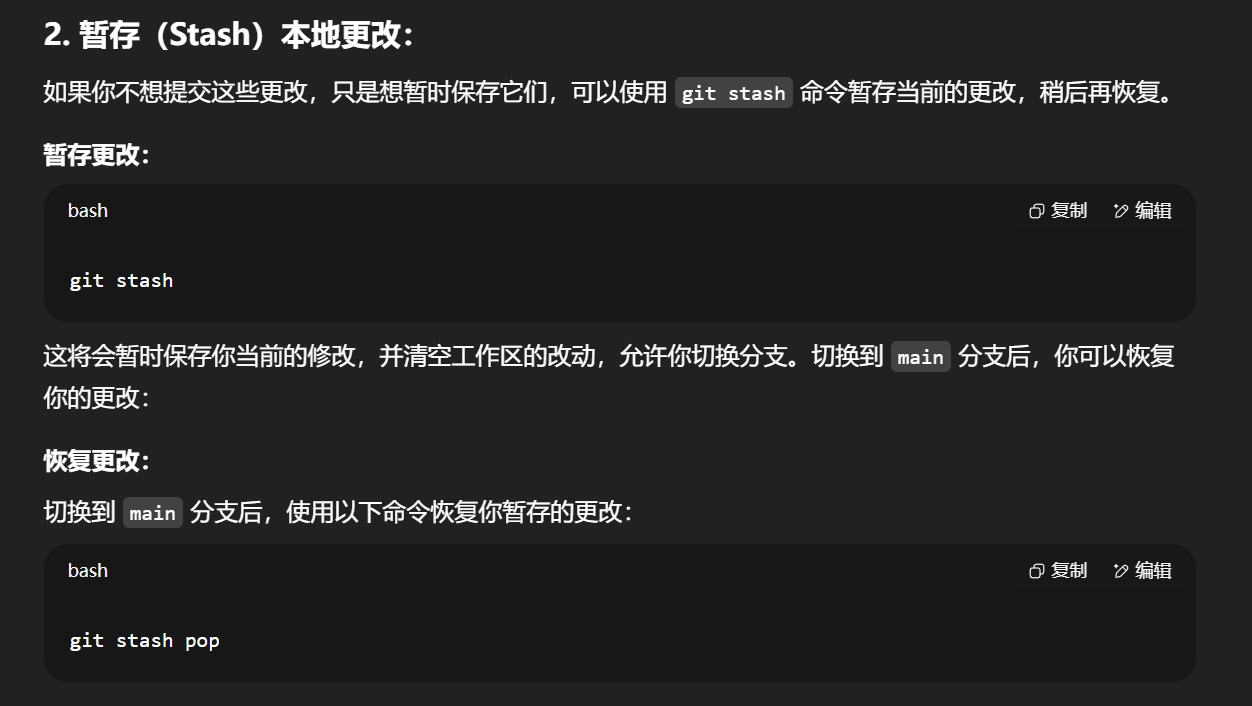 2. 暂存（Stash）本地更改：
如果你不想提交这些更改，只是想暂时保存它们，可以使用 git stash 命令暂存当前的更改，稍后再恢复。
暂存更改：
bash 复制 编辑
git stash
这将会暂时保存你当前的修改，并清空工作区的改动，允许你切换分支。切换到 main 分支后，你可以恢复
你的更改：
恢复更改：
切换到 main 分支后，使用以下命令恢复你暂存的更改：
bash 复制 编辑
git stash pop